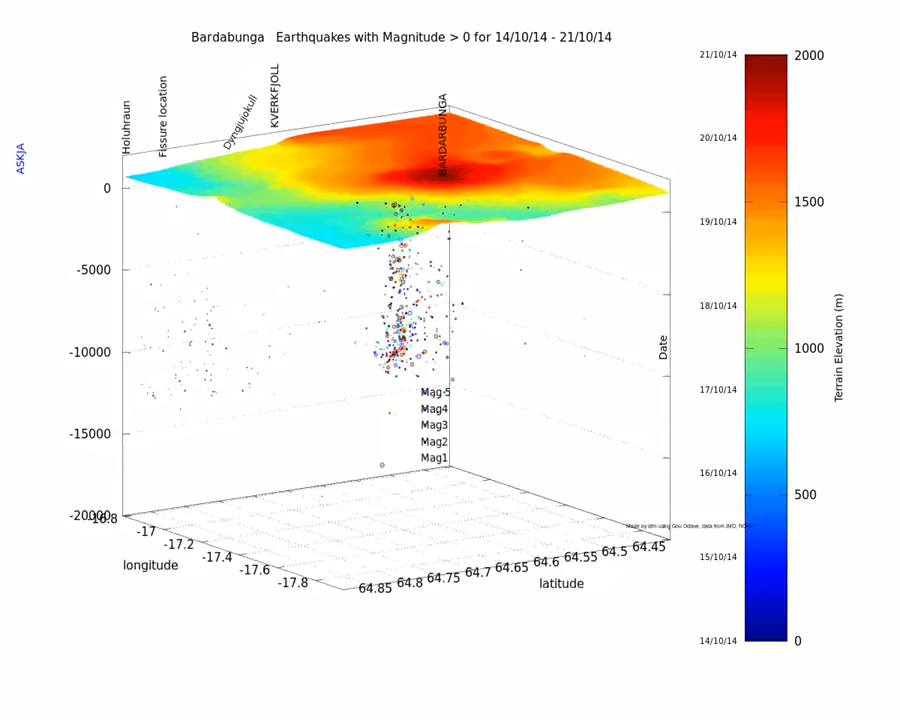 Bardabunga   Earthquakes with Magnitude > 0 for 14/10/14 - 21/10/14
ASKJA
Holuhraun
Fissure location
Dyngjujokull
KVERKFJOLL
BARDARBUNGA
0
-5000
-10000
-15000
-20000
Mag 5
Mag4
Mag3
Mag2
Mag1
-16.8
-17
-17.2
-17.4
-17.6
-17.8
longitude
64.85
64.8
64.75
64.7
64.65
64.6
64.55
64.5
64.45
latitude
Date
21/10/14
20/10/14
19/10/14
18/10/14
17/10/14
16/10/14
15/10/14
14/10/14
2000
1500
1000
500
0
Terrain Elevation (m)
Octave, data from IMO,